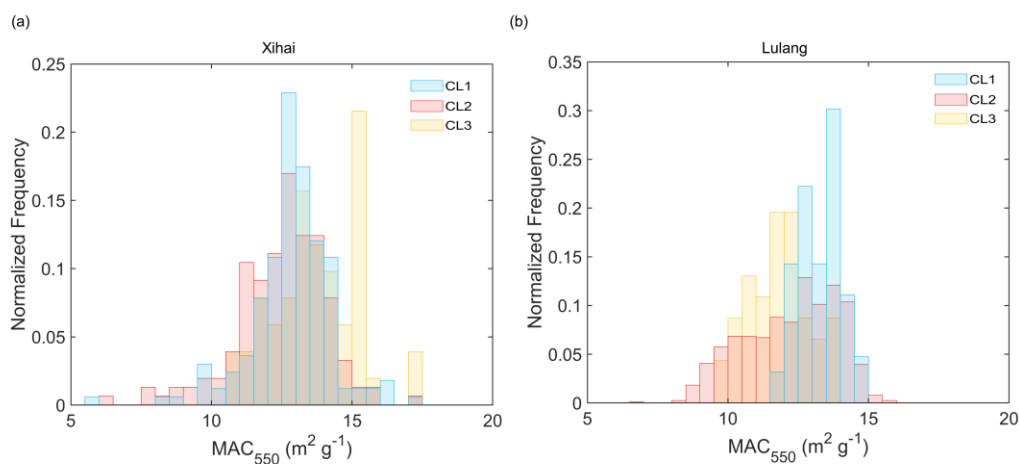 (a)
Xihai
0.25
0.2
0.15
0.1
0.05
0
5
10
15
20
Normalized Frequency
MAC550 (m2 g-1)
CL1
CL2
CL3
(b)
Lulang
0.35
0.3
0.25
0.2
0.15
0.1
0.05
0
5
10
15
20
Normalized Frequency
MAC550 (m2 g-1)
CL1
CL2
CL3